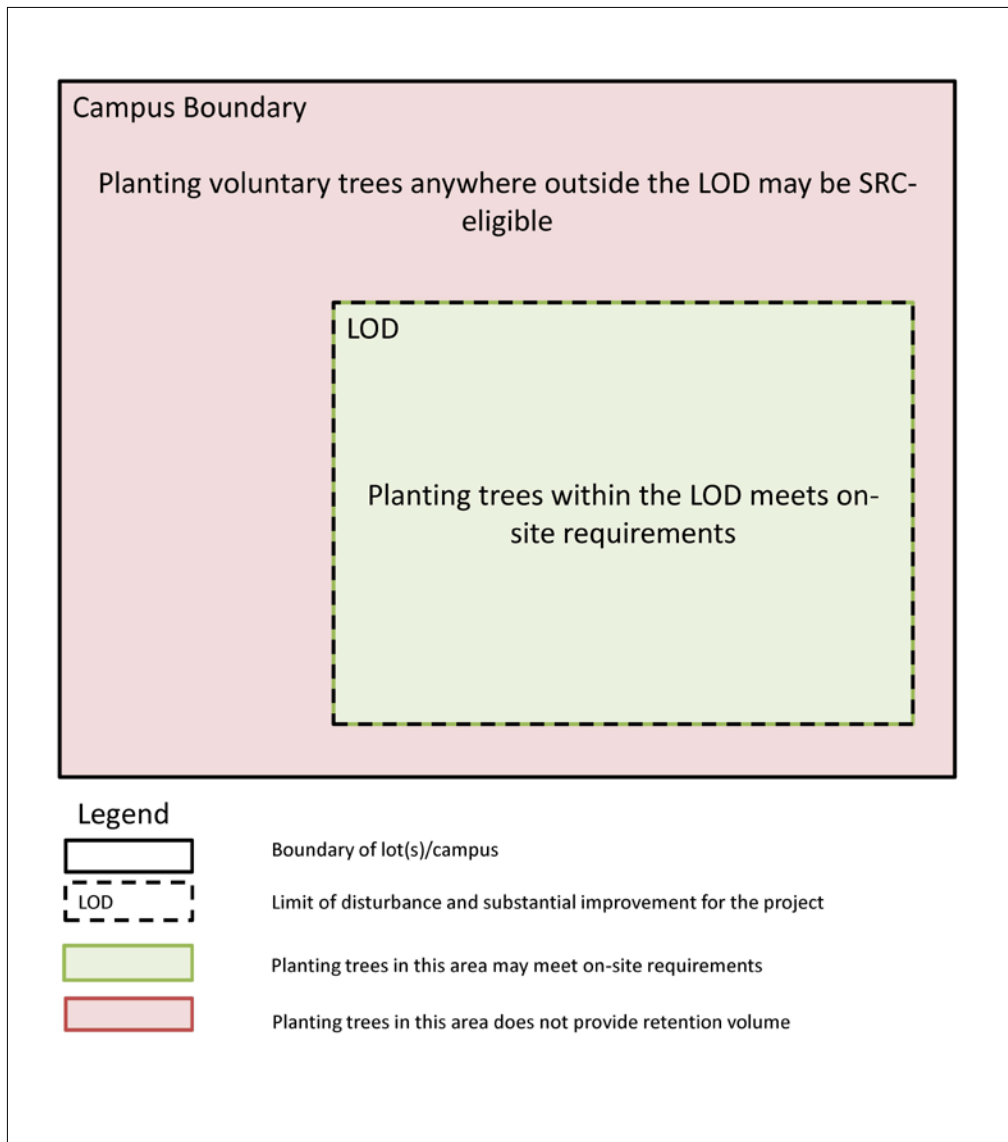 Campus Boundary
Planting voluntary trees anywhere outside the LOD may be SRC-
eligible
LOD
Planting trees within the LOD meets on-
site requirements
Legend
Boundary of lot(s)/campus
LOD
Limit of disturbance and substantial improvement for the project
Planting trees in this area may meet on-site requirements
Planting trees in this area does not provide retention volume